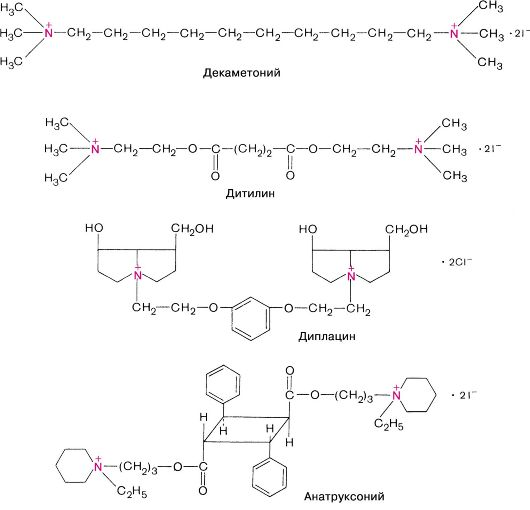 H₃C CH₃
H₃C—N⁺—CH₂—CH₂—CH₂—CH₂—CH₂—CH₂—CH₂—CH₂—CH₂—CH₂—N⁺—CH₃ · 2I⁻
H₃C CH₃
Декаметоний
H₃C CH₃
H₃C—N⁺—CH₂—CH₂—O—C—(CH₂)₂—C—O—CH₂—CH₂—N⁺—CH₃ · 2I⁻
H₃C O O CH₃
Дитилин
HO CH₂OH HO CH₂OH
N⁺ N⁺ · 2Cl⁻
CH₂—CH₂—O O—CH₂—CH₂
Диплацин
O
C—O—(CH₂)₃—N⁺ · 2I⁻
H H C₂H₅
H H
N⁺—(CH₂)₃—O—C
C₂H₅ O
Анатруксоний